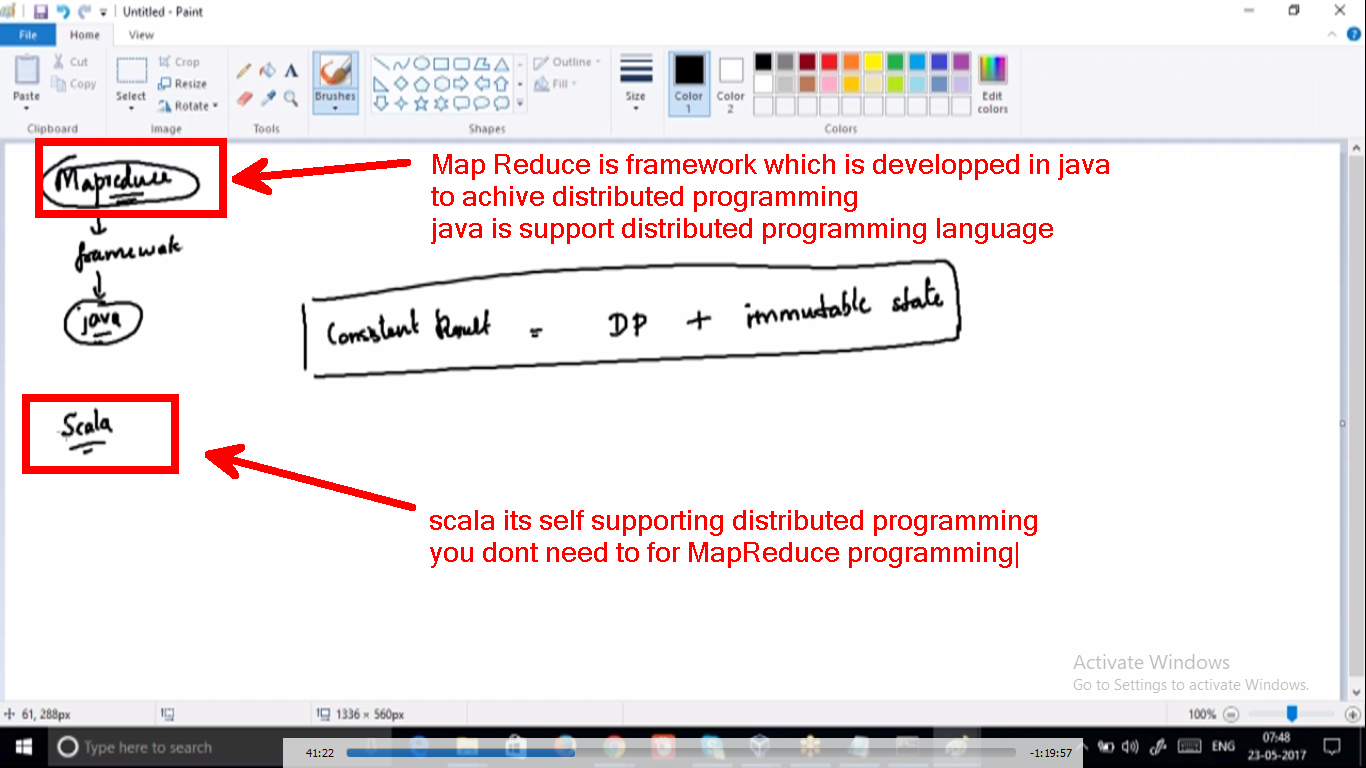 Untitled - Paint
File
Home
View
Paste
Cut
Copy
Clipboard
Select
Crop
Resize
Rotate
Image
Tools
Brushes
Shapes
Outline
Fill
Size
Color 1
Color 2
Edit colors
Colors
Mapreduce
framewok
java
Map Reduce is framework which is developped in java
to achive distributed programming
java is support distributed programming language
Consistent Result = DP + immutable state
Scala
scala its self supporting distributed programming
you dont need to for MapReduce programming
Activate Windows
Go to Settings to activate Windows.
61, 288px
1336 × 560px
100%
Type here to search
41:22
-1:19:57
ENG
07:48
23-05-2017